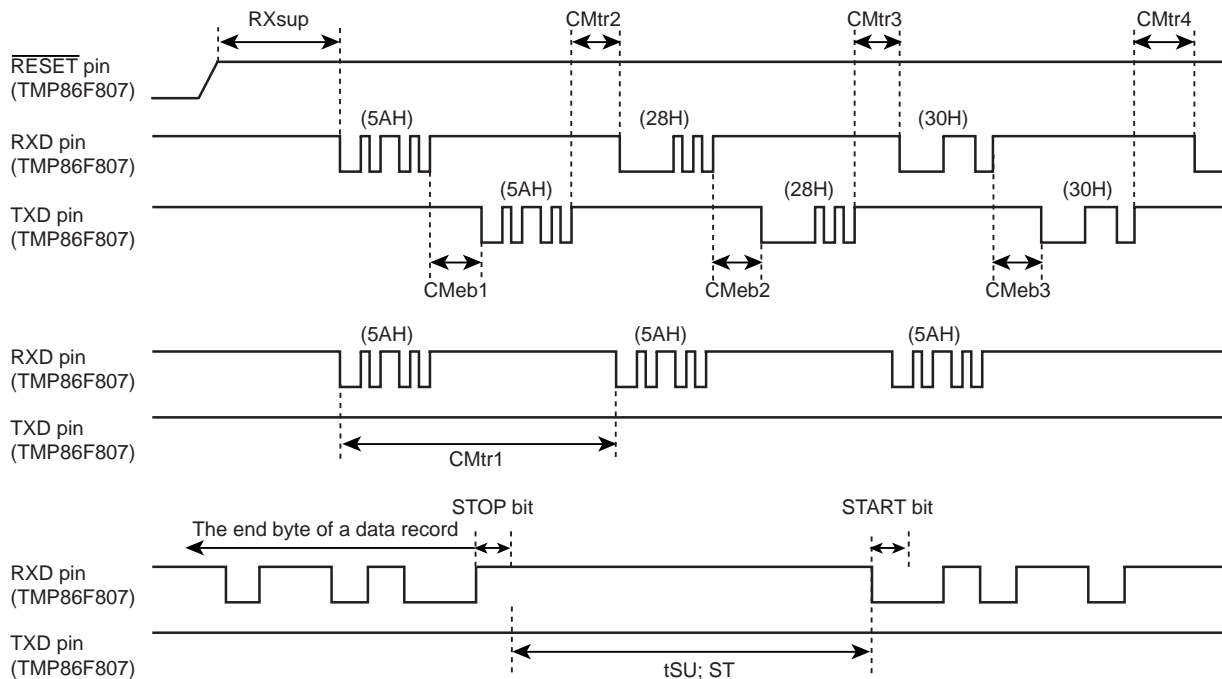 RXsup
CMtr2
CMtr3
CMtr4
RESET pin
(TMP86F807)
(5AH)
(28H)
(30H)
RXD pin
(TMP86F807)
(5AH)
(28H)
(30H)
TXD pin
(TMP86F807)
CMeb1
CMeb2
CMeb3
(5AH)
(5AH)
(5AH)
RXD pin
(TMP86F807)
TXD pin
(TMP86F807)
CMtr1
STOP bit
START bit
The end byte of a data record
RXD pin
(TMP86F807)
TXD pin
(TMP86F807)
tSU; ST